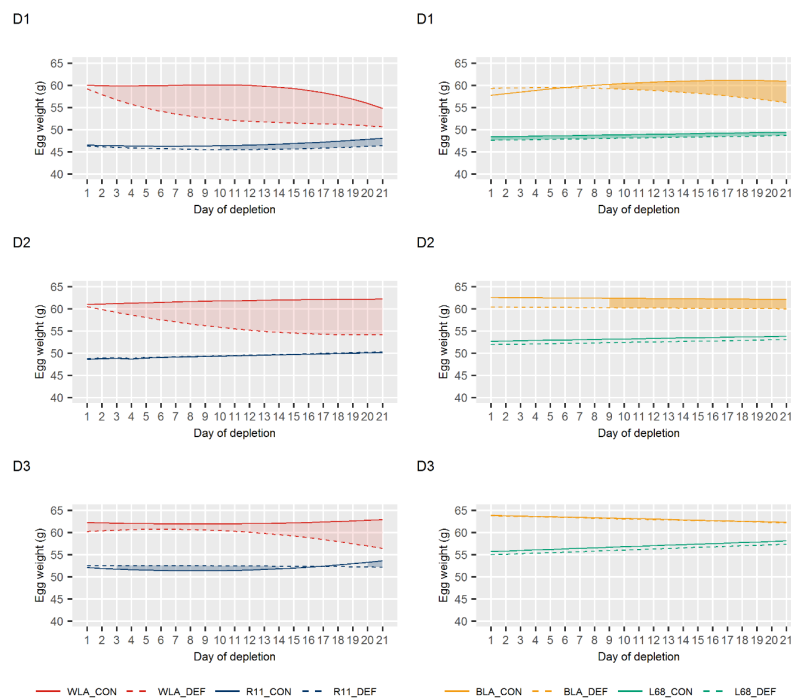 D1
D1
Egg weight (g)
65
60
55
50
45
40
1 2 3 4 5 6 7 8 9 10 11 12 13 14 15 16 17 18 19 20 21
Day of depletion
Egg weight (g)
65
60
55
50
45
40
1 2 3 4 5 6 7 8 9 10 11 12 13 14 15 16 17 18 19 20 21
Day of depletion
D2
D2
Egg weight (g)
65
60
55
50
45
40
1 2 3 4 5 6 7 8 9 10 11 12 13 14 15 16 17 18 19 20 21
Day of depletion
Egg weight (g)
65
60
55
50
45
40
1 2 3 4 5 6 7 8 9 10 11 12 13 14 15 16 17 18 19 20 21
Day of depletion
D3
D3
Egg weight (g)
65
60
55
50
45
40
1 2 3 4 5 6 7 8 9 10 11 12 13 14 15 16 17 18 19 20 21
Day of depletion
Egg weight (g)
65
60
55
50
45
40
1 2 3 4 5 6 7 8 9 10 11 12 13 14 15 16 17 18 19 20 21
Day of depletion
WLA_CON WLA_DEF R11_CON R11_DEF
BLA_CON BLA_DEF L68_CON L68_DEF